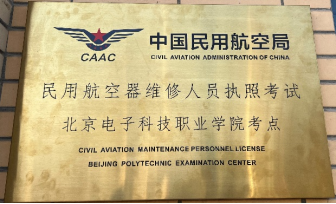 CAAC
中国民用航空局
CIVIL AVIATION ADMINISTRATION OF CHINA
民用航空器维修人员执照考试
北京电子科技职业学院考点
CIVIL AVIATION MAINTENANCE PERSONNEL LICENSE
BEIJING POLYTECHNIC EXAMINATION CENTER